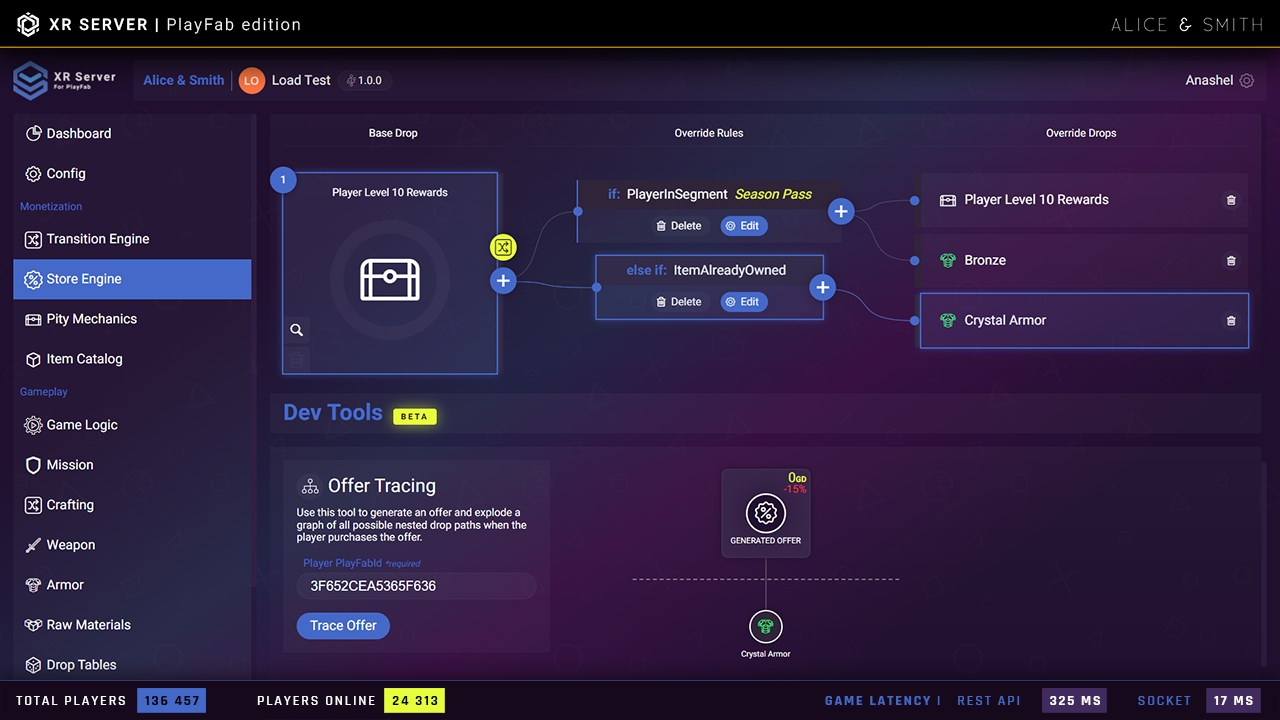 XR SERVER | PlayFab edition
ALICE & SMITH
XR Server
For PlayFab
Alice & Smith
LO Load Test
1.0.0
Anashel
Dashboard
Config
Monetization
Transition Engine
Store Engine
Pity Mechanics
Item Catalog
Gameplay
Game Logic
Mission
Crafting
Weapon
Armor
Raw Materials
Drop Tables
Base Drop
Override Rules
Override Drops
1
Player Level 10 Rewards
if: PlayerInSegment Season Pass
Delete Edit
else if: ItemAlreadyOwned
Delete Edit
Player Level 10 Rewards
Bronze
Crystal Armor
Dev Tools BETA
Offer Tracing
Use this tool to generate an offer and explode a
graph of all possible nested drop paths when the
player purchases the offer.
Player PlayFabId *required
3F652CEA5365F636
Trace Offer
0GD
-15%
GENERATED OFFER
Crystal Armor
TOTAL PLAYERS 136 457
PLAYERS ONLINE 24 313
GAME LATENCY | REST API 325 MS SOCKET 17 MS